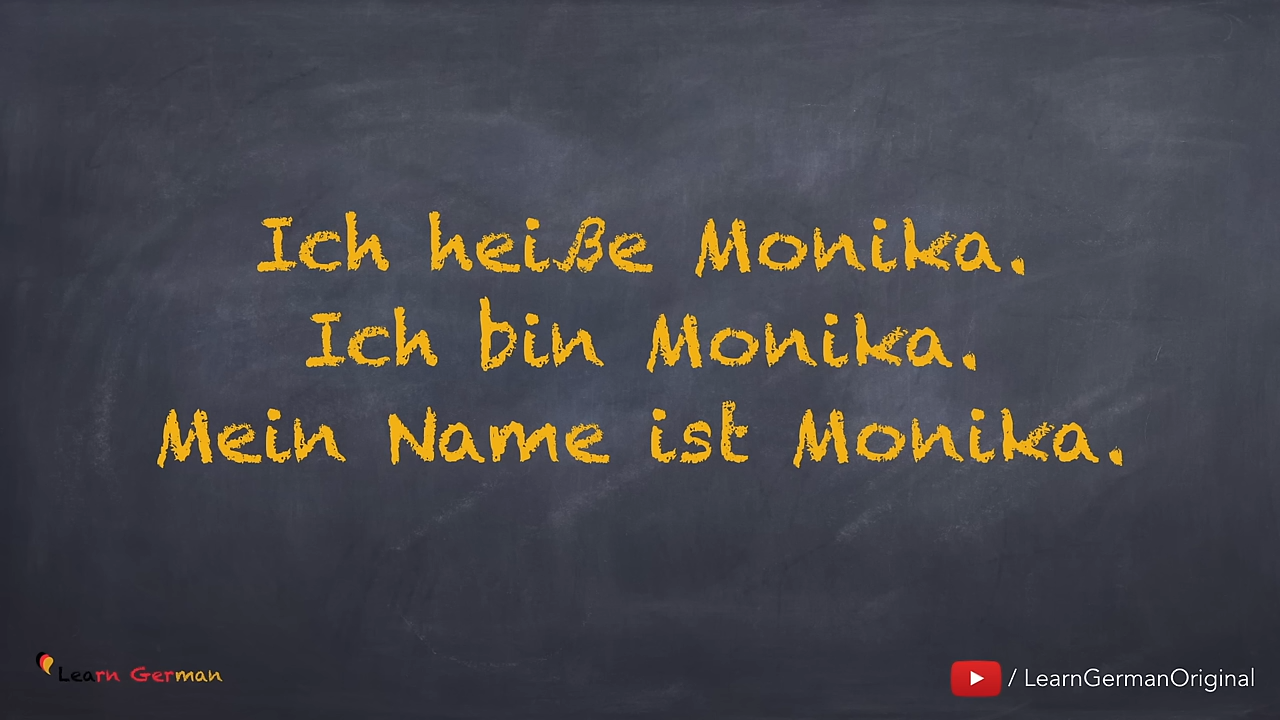 Ich heiße Monika.
Ich bin Monika.
Mein Name ist Monika.
Learn German
/ LearnGermanOriginal